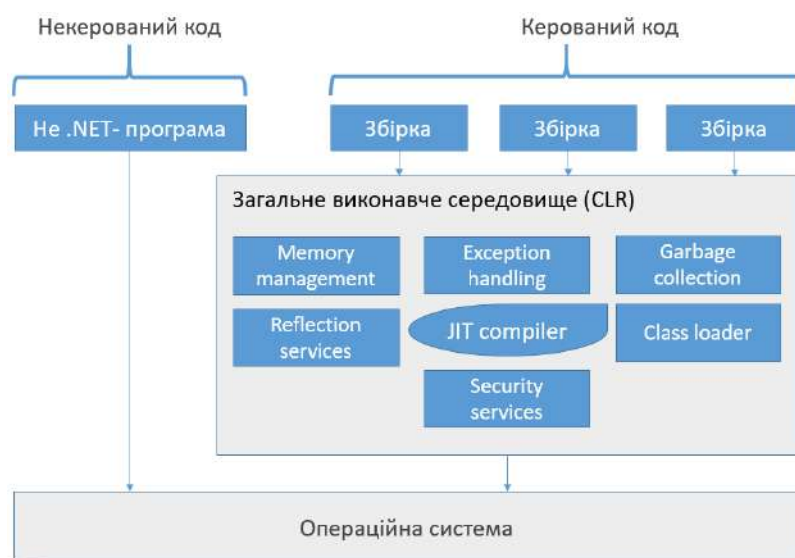 Некерований код
Керований код
Не .NET- програма
Збірка
Збірка
Збірка
Загальне виконавче середовище (CLR)
Memory
management
Exception
handling
Garbage
collection
Reflection
services
JIT compiler
Class loader
Security
services
Операційна система